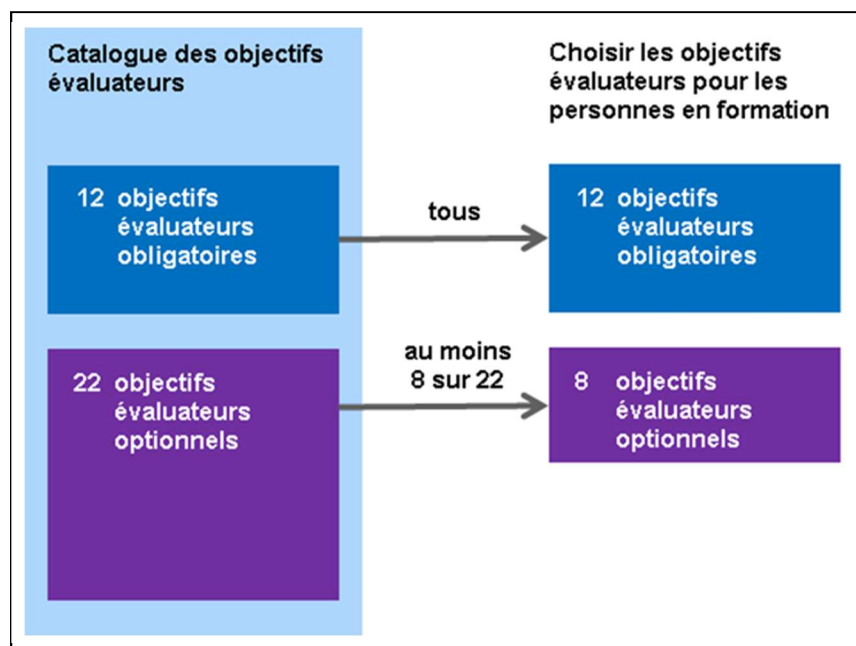 Catalogue des objectifs
évaluateurs
Choisir les objectifs
évaluateurs pour les
personnes en formation
12 objectifs
évaluateurs
obligatoires
tous
12 objectifs
évaluateurs
obligatoires
22 objectifs
évaluateurs
optionnels
au moins
8 sur 22
8 objectifs
évaluateurs
optionnels